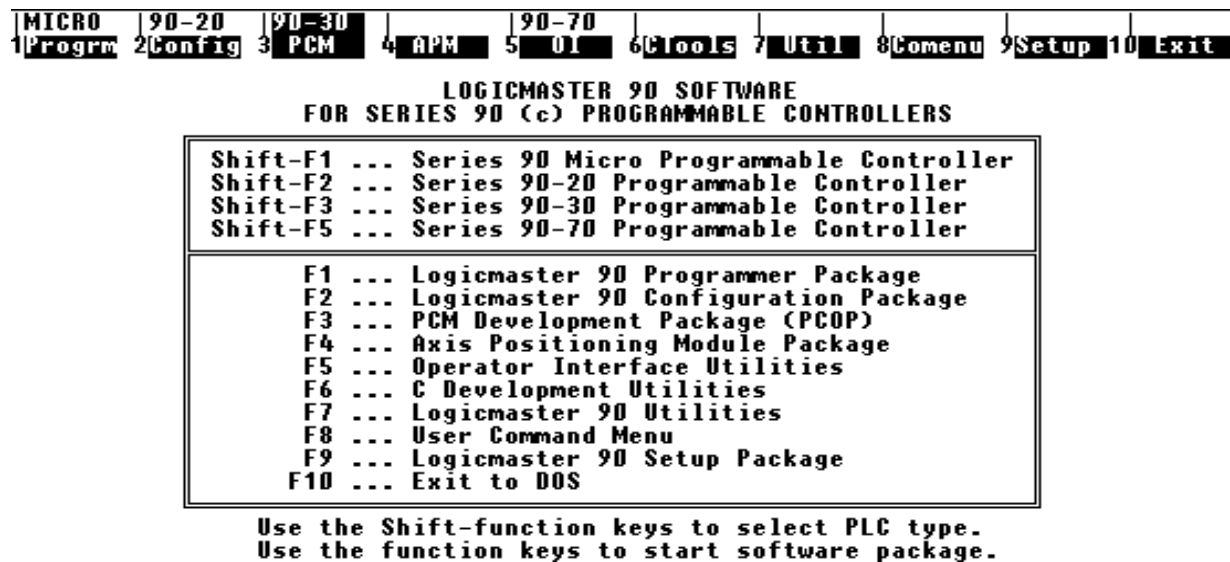 |MICRO |90-20 |90-30 | |90-70 | | | | |
1Progrm 2Config 3 PCM 4 APM 5 OI 6CTools 7 Util 8Comenu 9Setup 10 Exit
LOGICMASTER 90 SOFTWARE
FOR SERIES 90 (c) PROGRAMMABLE CONTROLLERS
Shift-F1 ... Series 90 Micro Programmable Controller
Shift-F2 ... Series 90-20 Programmable Controller
Shift-F3 ... Series 90-30 Programmable Controller
Shift-F5 ... Series 90-70 Programmable Controller
F1 ... Logicmaster 90 Programmer Package
F2 ... Logicmaster 90 Configuration Package
F3 ... PCM Development Package (PCOP)
F4 ... Axis Positioning Module Package
F5 ... Operator Interface Utilities
F6 ... C Development Utilities
F7 ... Logicmaster 90 Utilities
F8 ... User Command Menu
F9 ... Logicmaster 90 Setup Package
F10 ... Exit to DOS
Use the Shift-function keys to select PLC type.
Use the function keys to start software package.